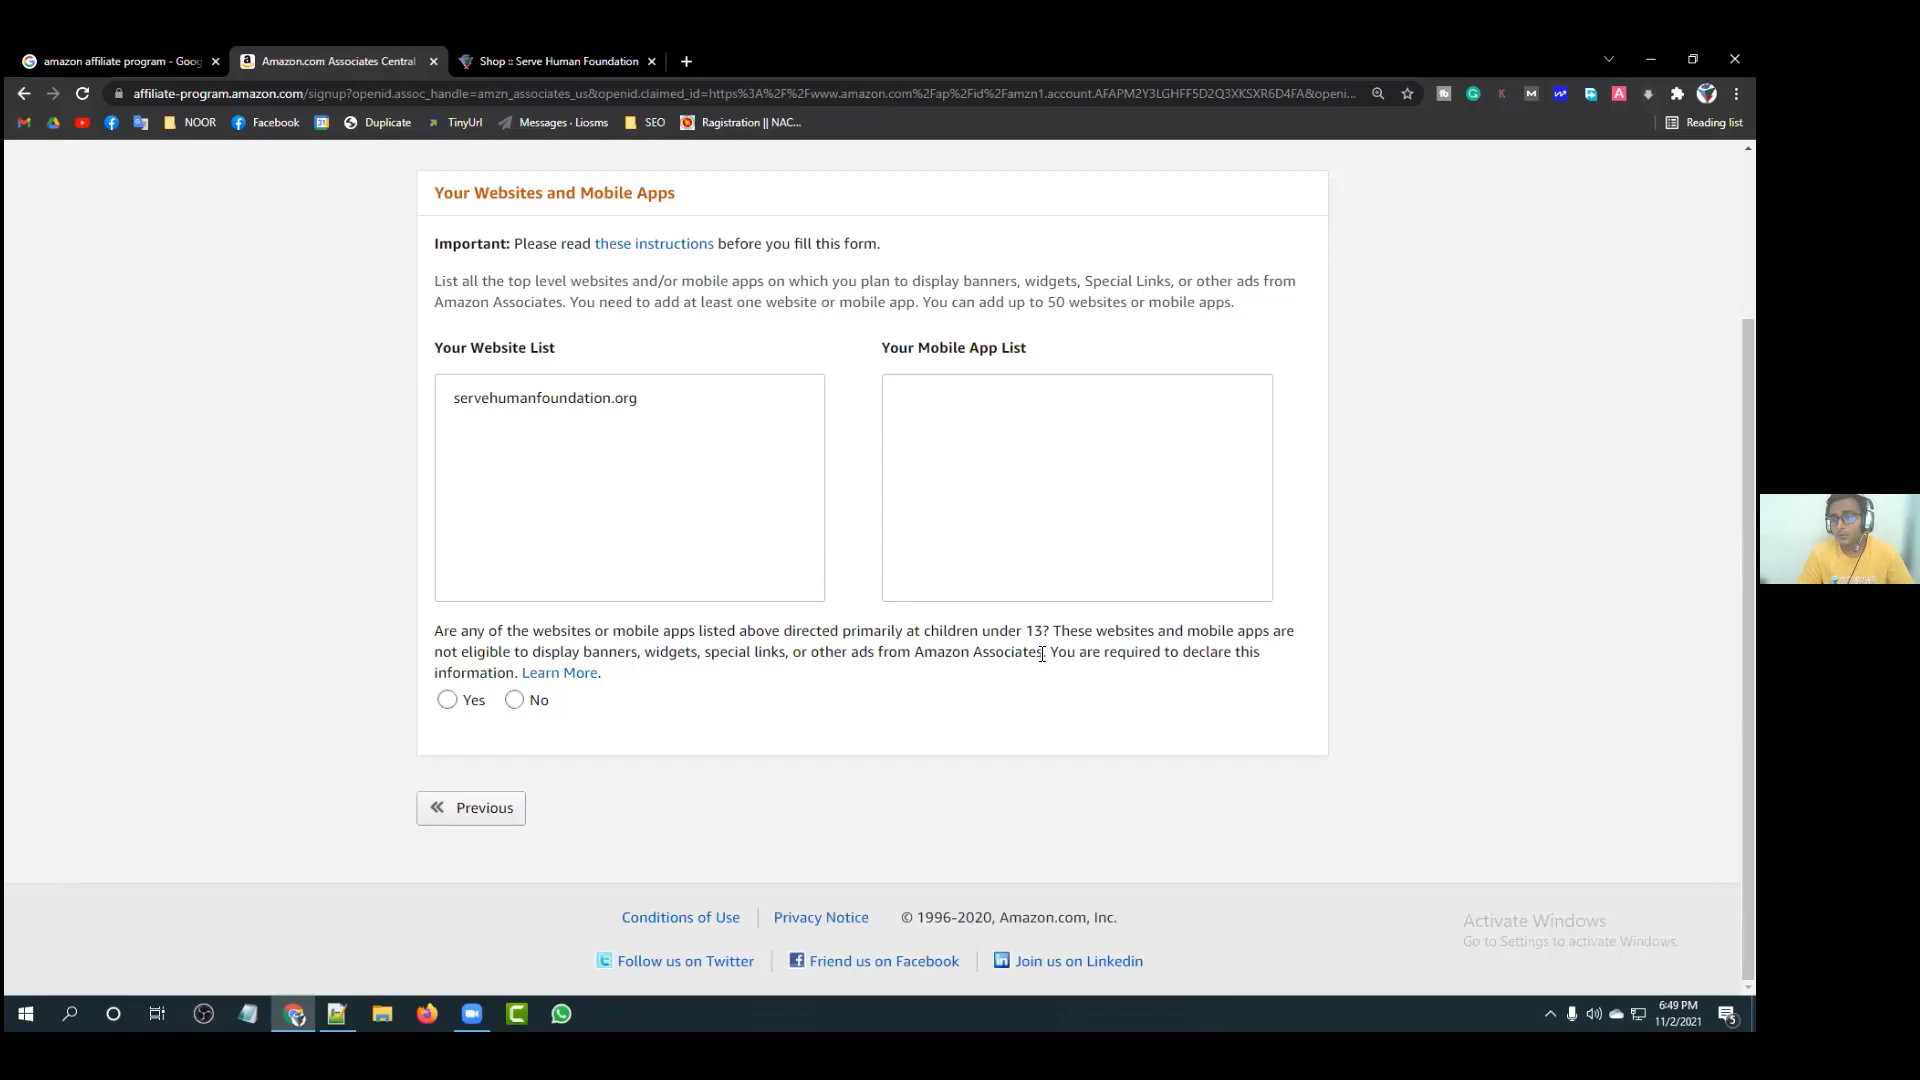 amazon affiliate program - Goog
Amazon.com Associates Central
Shop :: Serve Human Foundation
affiliate-program.amazon.com/signup?openid.assoc_handle=amzn_associates_us&openid.claimed_id=https%3A%2F%2Fwww.amazon.com%2Fap%2Fid%2Famzn1.account.AFAPM2Y3LGHFF5D2Q3XKSXR6D4FA&openi...
NOOR
Facebook
Duplicate
TinyUrl
Messages · Liosms
SEO
Ragistration || NAC...
Reading list
Your Websites and Mobile Apps
Important: Please read these instructions before you fill this form.
List all the top level websites and/or mobile apps on which you plan to display banners, widgets, Special Links, or other ads from
Amazon Associates. You need to add at least one website or mobile app. You can add up to 50 websites or mobile apps.
Your Website List
Your Mobile App List
servehumanfoundation.org
Are any of the websites or mobile apps listed above directed primarily at children under 13? These websites and mobile apps are
not eligible to display banners, widgets, special links, or other ads from Amazon Associates. You are required to declare this
information. Learn More.
Yes
No
Previous
Conditions of Use
Privacy Notice
© 1996-2020, Amazon.com, Inc.
Follow us on Twitter
Friend us on Facebook
Join us on Linkedin
Activate Windows
Go to Settings to activate Windows.
6:49 PM
11/2/2021
5